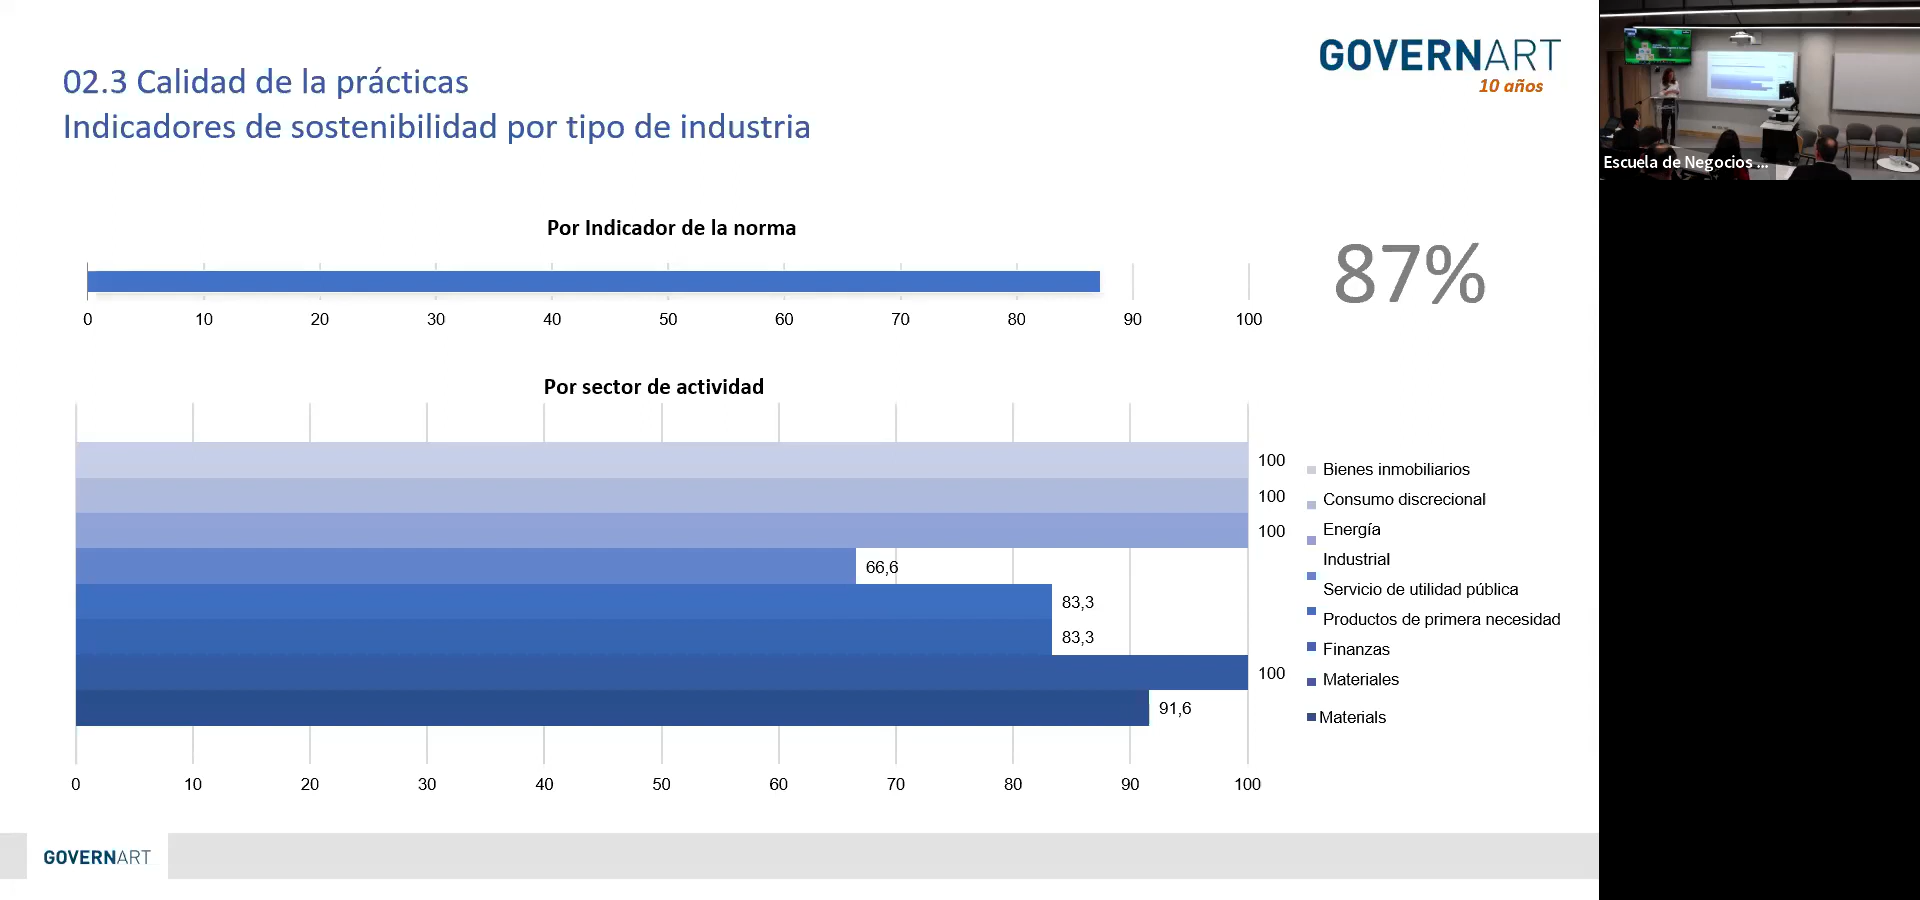 02.3 Calidad de la prácticas
Indicadores de sostenibilidad por tipo de industria
GOVERNART
10 años
Escuela de Negocios ...
Por Indicador de la norma
87%
0 10 20 30 40 50 60 70 80 90 100
Por sector de actividad
100
100
100
66,6
83,3
83,3
100
91,6
Bienes inmobiliarios
Consumo discrecional
Energía
Industrial
Servicio de utilidad pública
Productos de primera necesidad
Finanzas
Materiales
Materials
0 10 20 30 40 50 60 70 80 90 100
GOVERNART